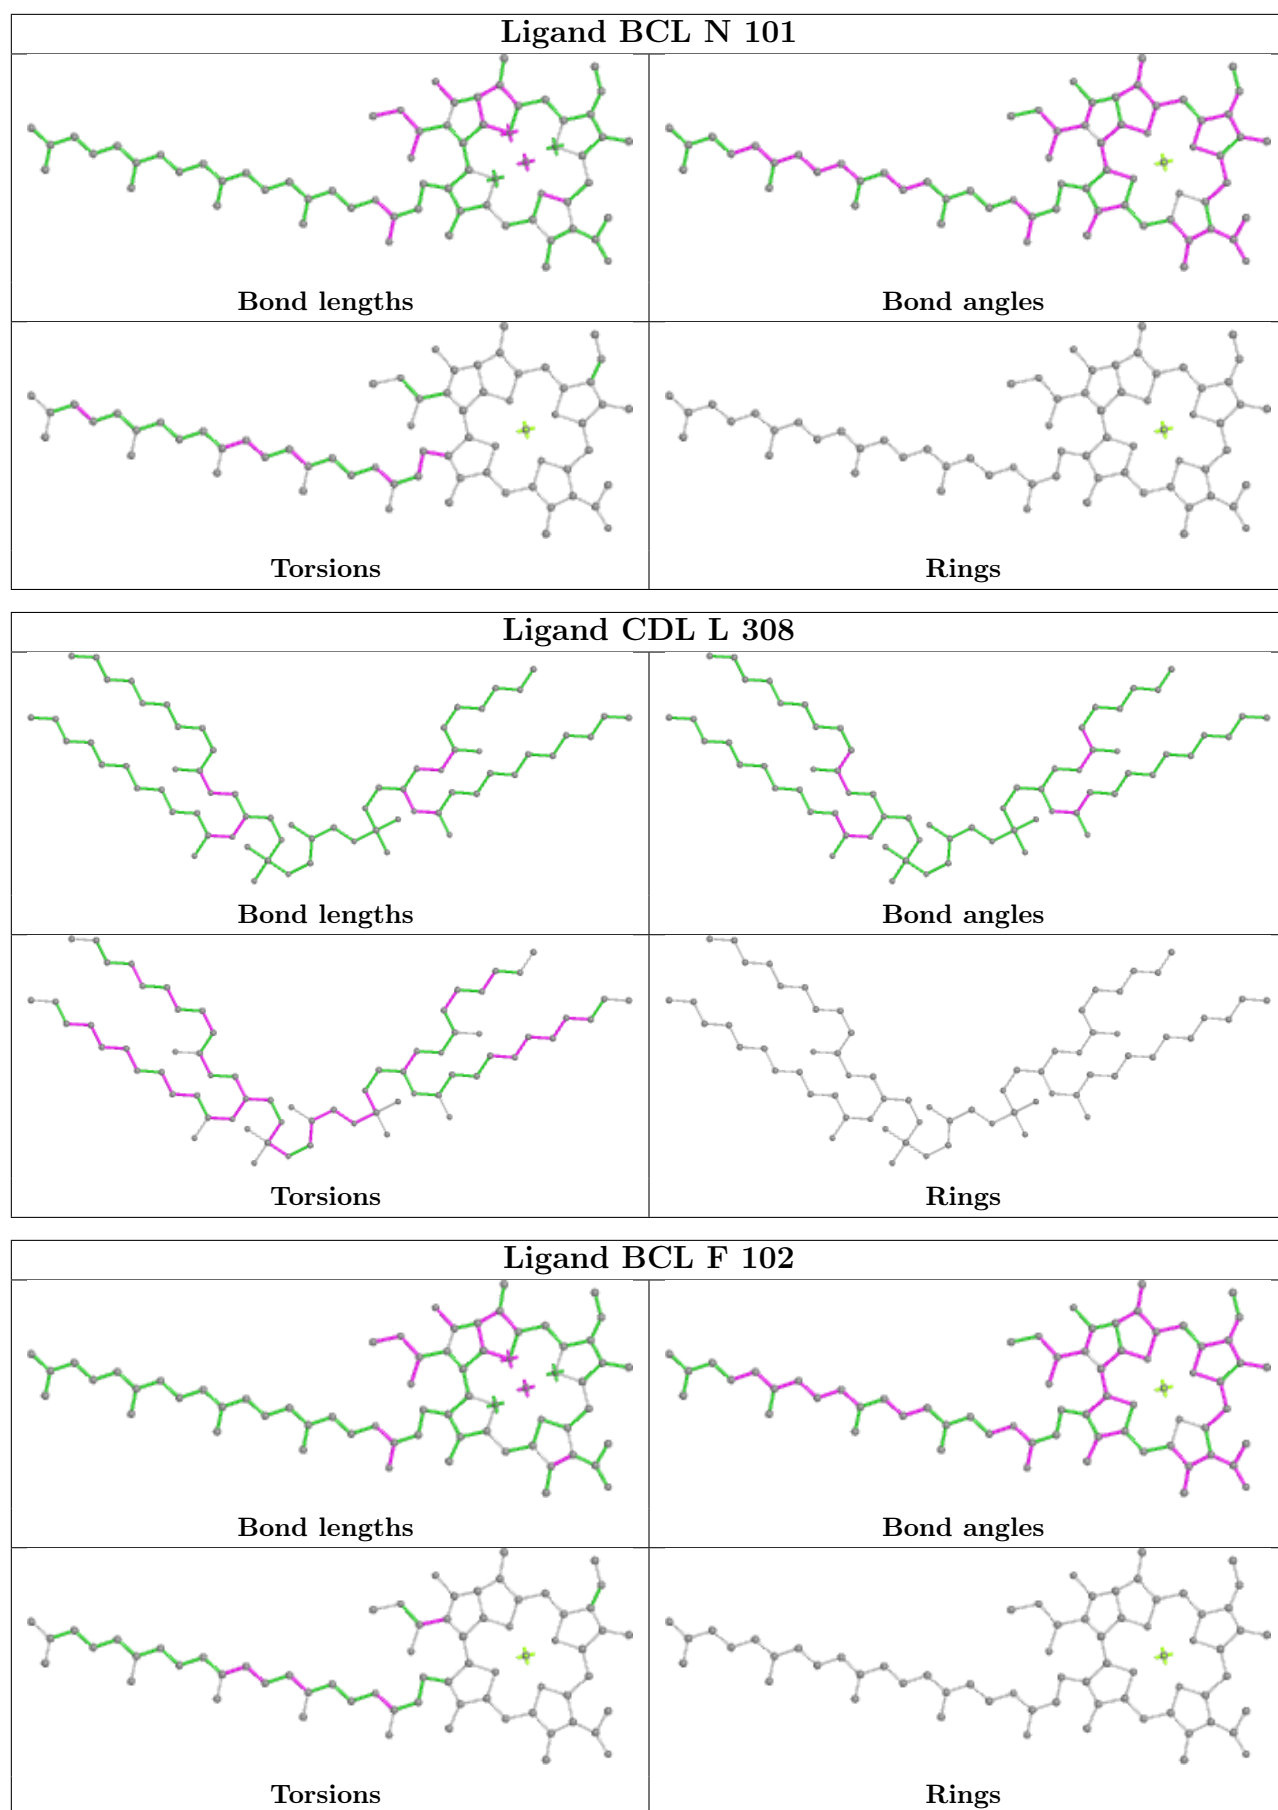 Ligand BCL N 101
Bond lengths
Bond angles
Torsions
Rings
Ligand CDL L 308
Bond lengths
Bond angles
Torsions
Rings
Ligand BCL F 102
Bond lengths
Bond angles
Torsions
Rings